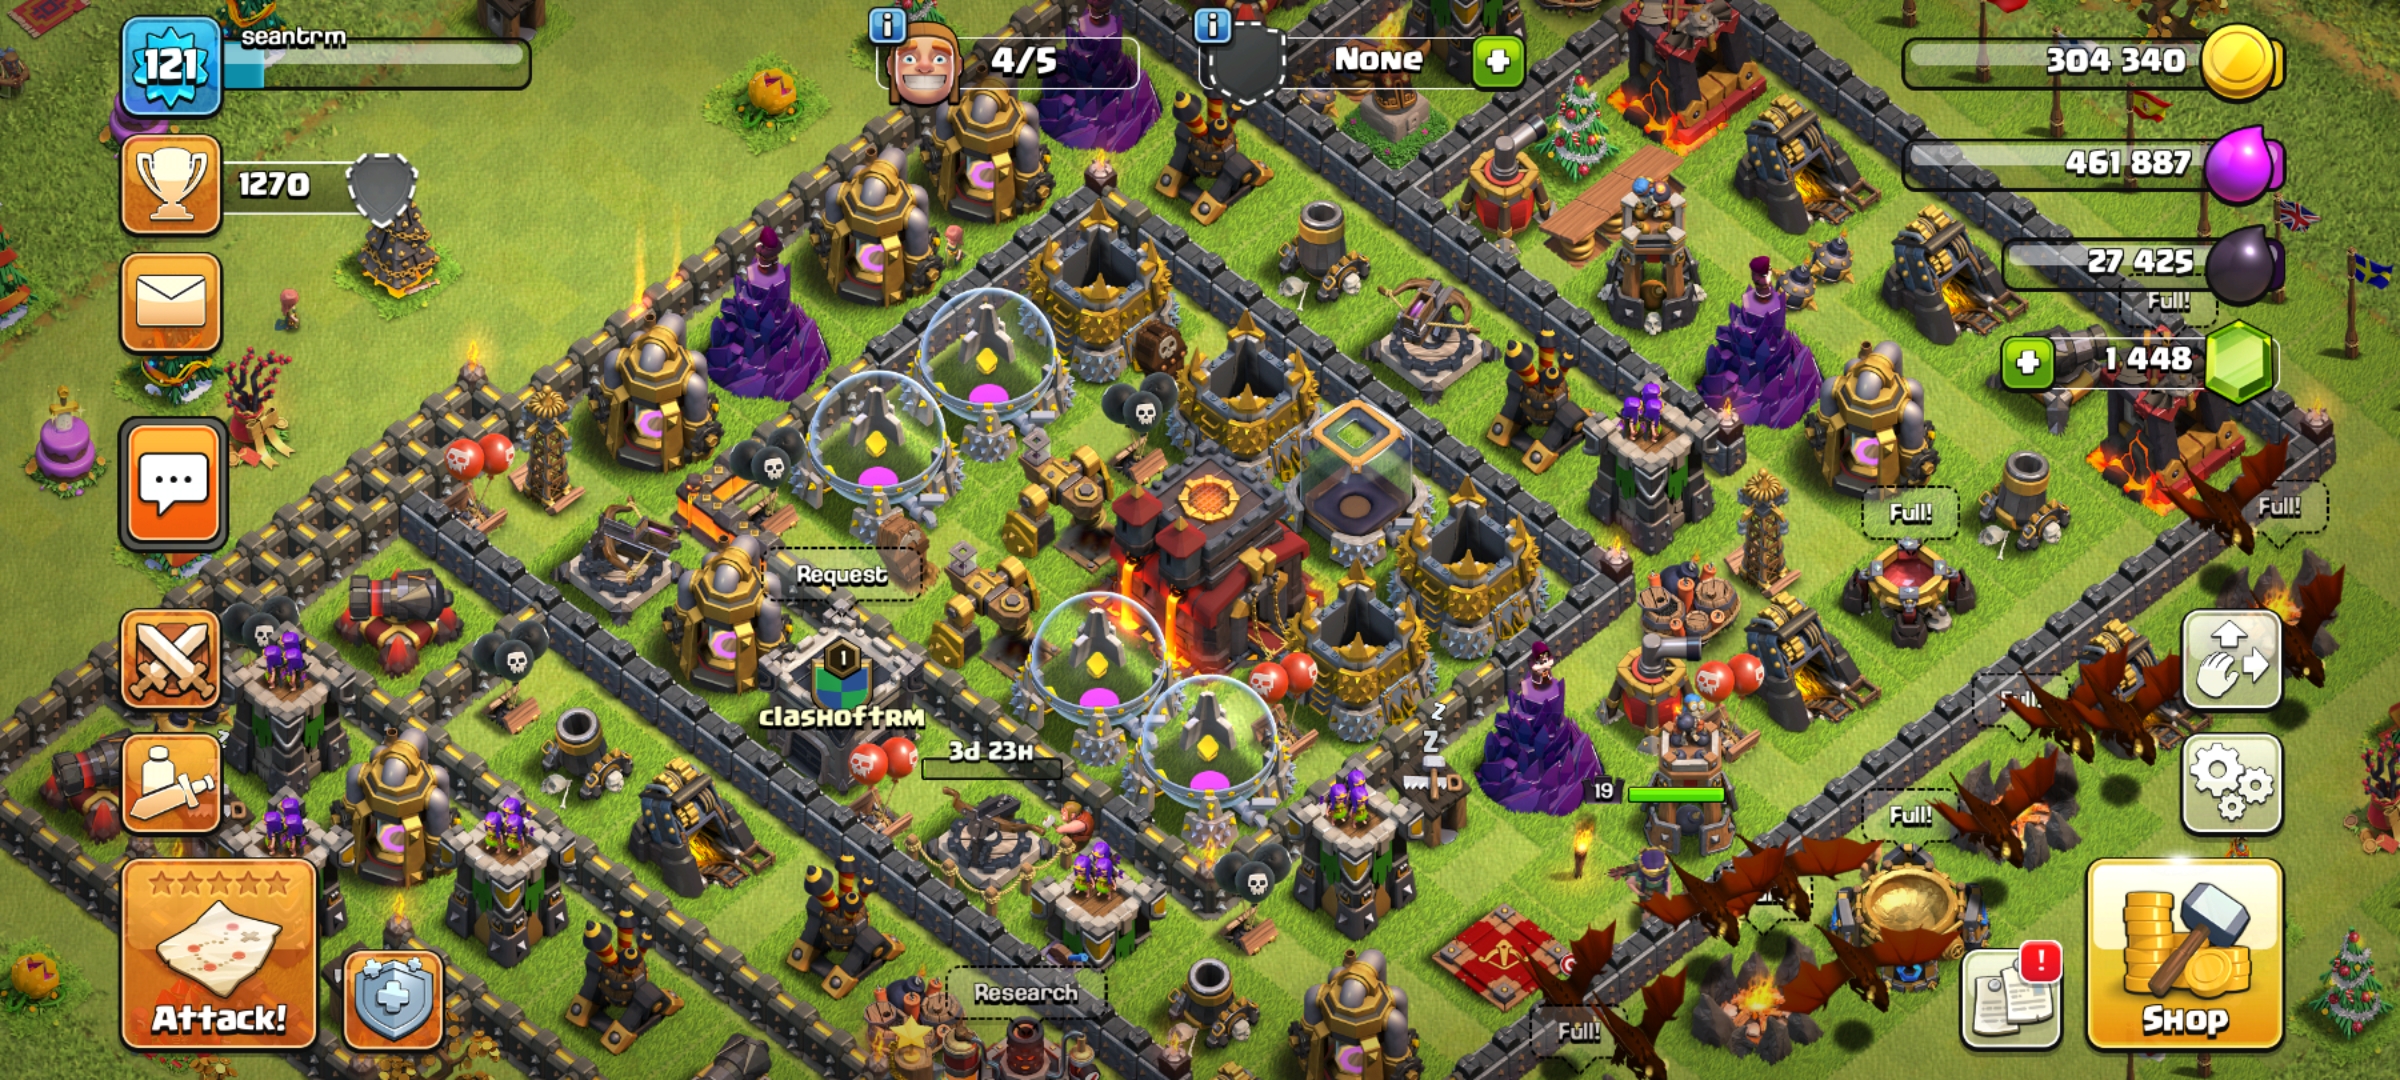 seantrm
121
4/5
None
304 340
1270
461 887
27 425
Full!
1 448
Full!
Full!
Request
1
clashoftRM
3d 23H
z
Z
19
Full!
Research
Full!
Attack!
!
Shop